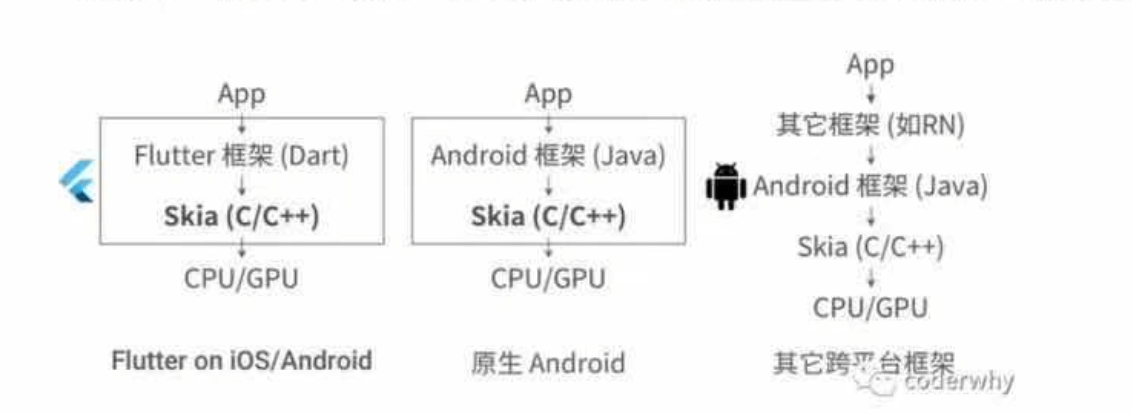 App
Flutter 框架 (Dart)
Skia (C/C++)
CPU/GPU
Flutter on iOS/Android
App
Android 框架 (Java)
Skia (C/C++)
CPU/GPU
原生 Android
App
其它框架 (如RN)
Android 框架 (Java)
Skia (C/C++)
CPU/GPU
其它跨平台框架
coderwhy